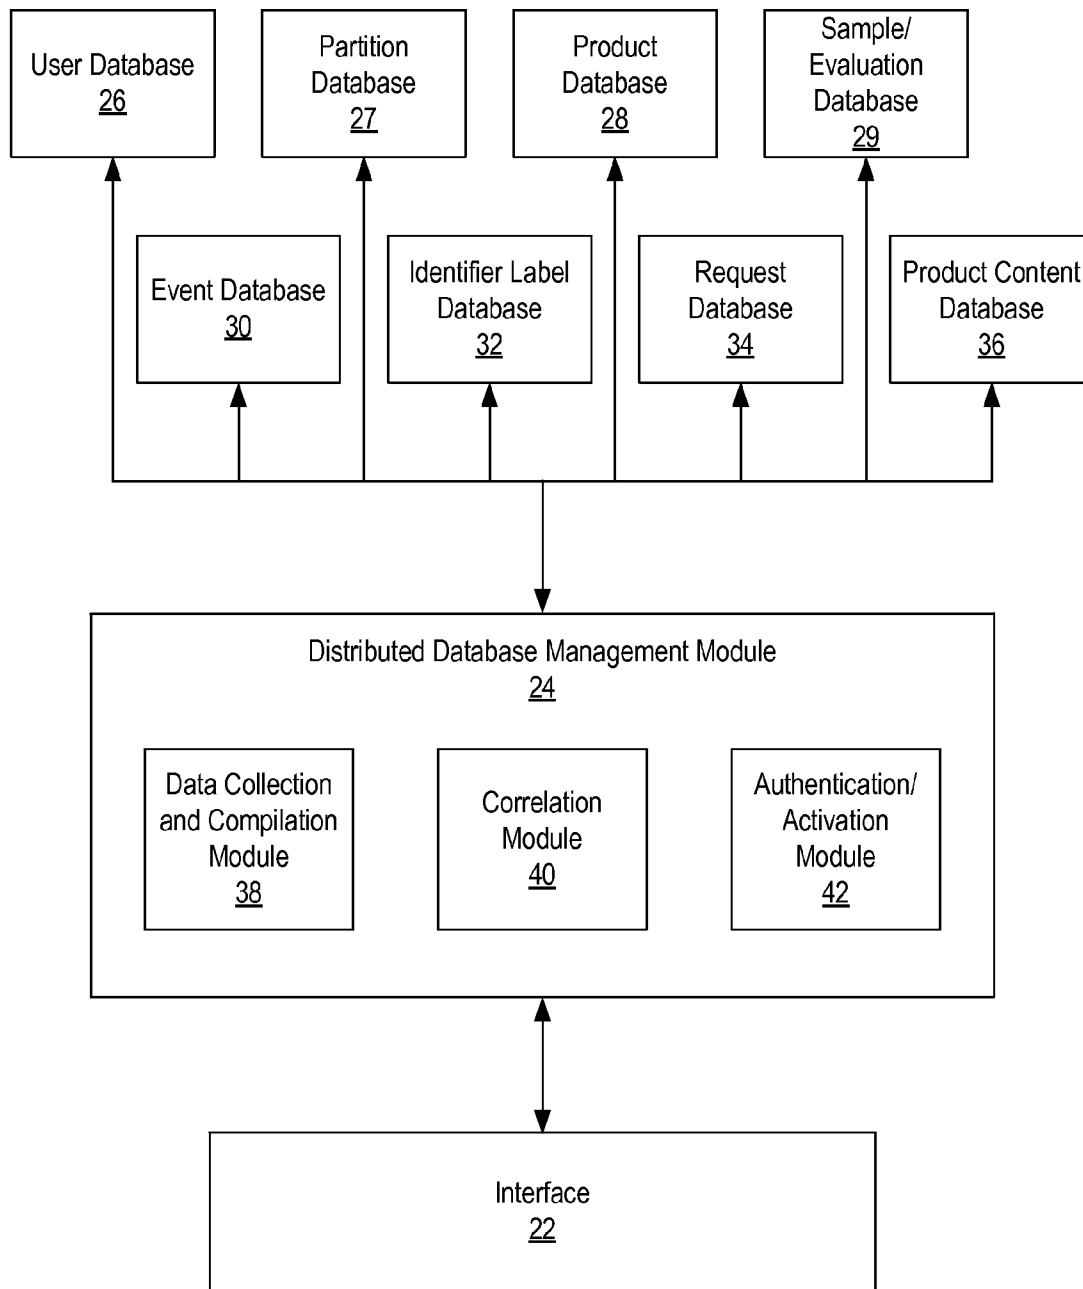 User Database
26
Partition
Database
27
Product
Database
28
Sample/
Evaluation
Database
29
Event Database
30
Identifier Label
Database
32
Request
Database
34
Product Content
Database
36
Distributed Database Management Module
24
Data Collection
and Compilation
Module
38
Correlation
Module
40
Authentication/
Activation
Module
42
Interface
22